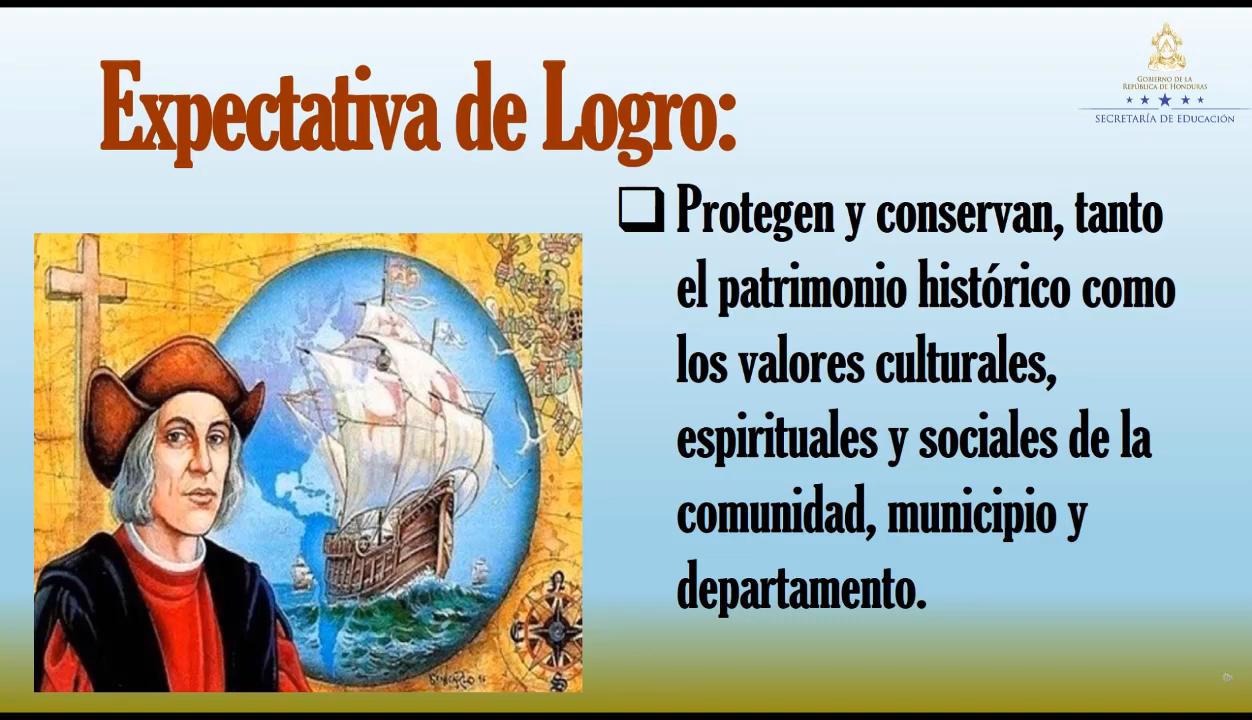 Expectativa de Logro:
GOBIERNO DE LA
REPÚBLICA DE HONDURAS
SECRETARÍA DE EDUCACIÓN
Protegen y conservan, tanto
el patrimonio histórico como
los valores culturales,
espirituales y sociales de la
comunidad, municipio y
departamento.
N
S